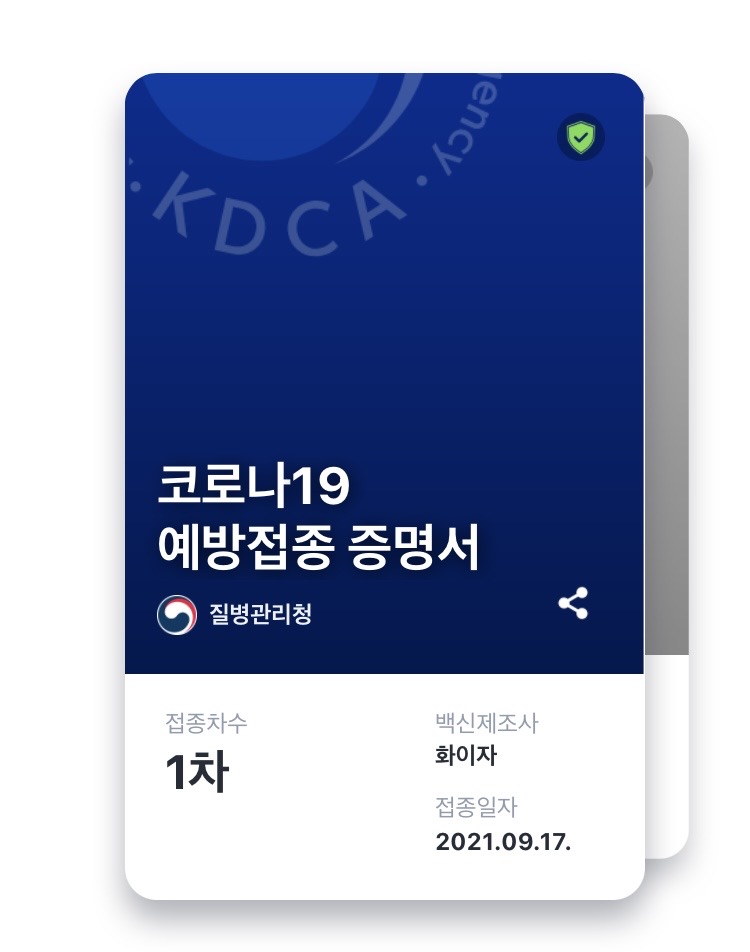 ency · KDCA ·
코로나19
예방접종 증명서
질병관리청
접종차수
1차
백신제조사
화이자
접종일자
2021.09.17.